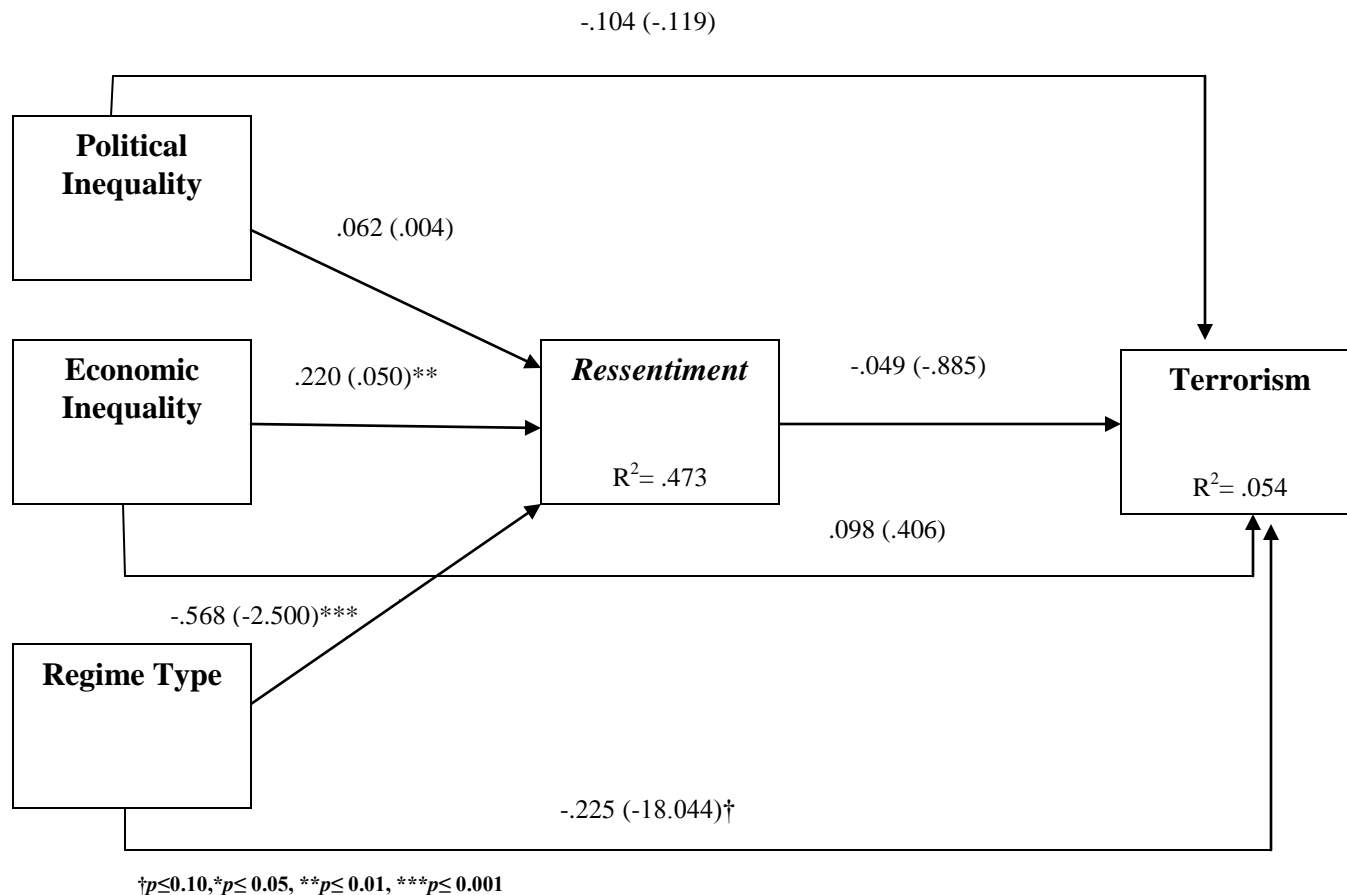 -.104 (-.119)
Political
Inequality
.062 (.004)
Economic
Inequality
.220 (.050)**
Ressentiment
R²= .473
-.049 (-.885)
Terrorism
R²= .054
.098 (.406)
-.568 (-2.500)***
Regime Type
-.225 (-18.044)†
†p≤0.10,*p≤ 0.05, **p≤ 0.01, ***p≤ 0.001